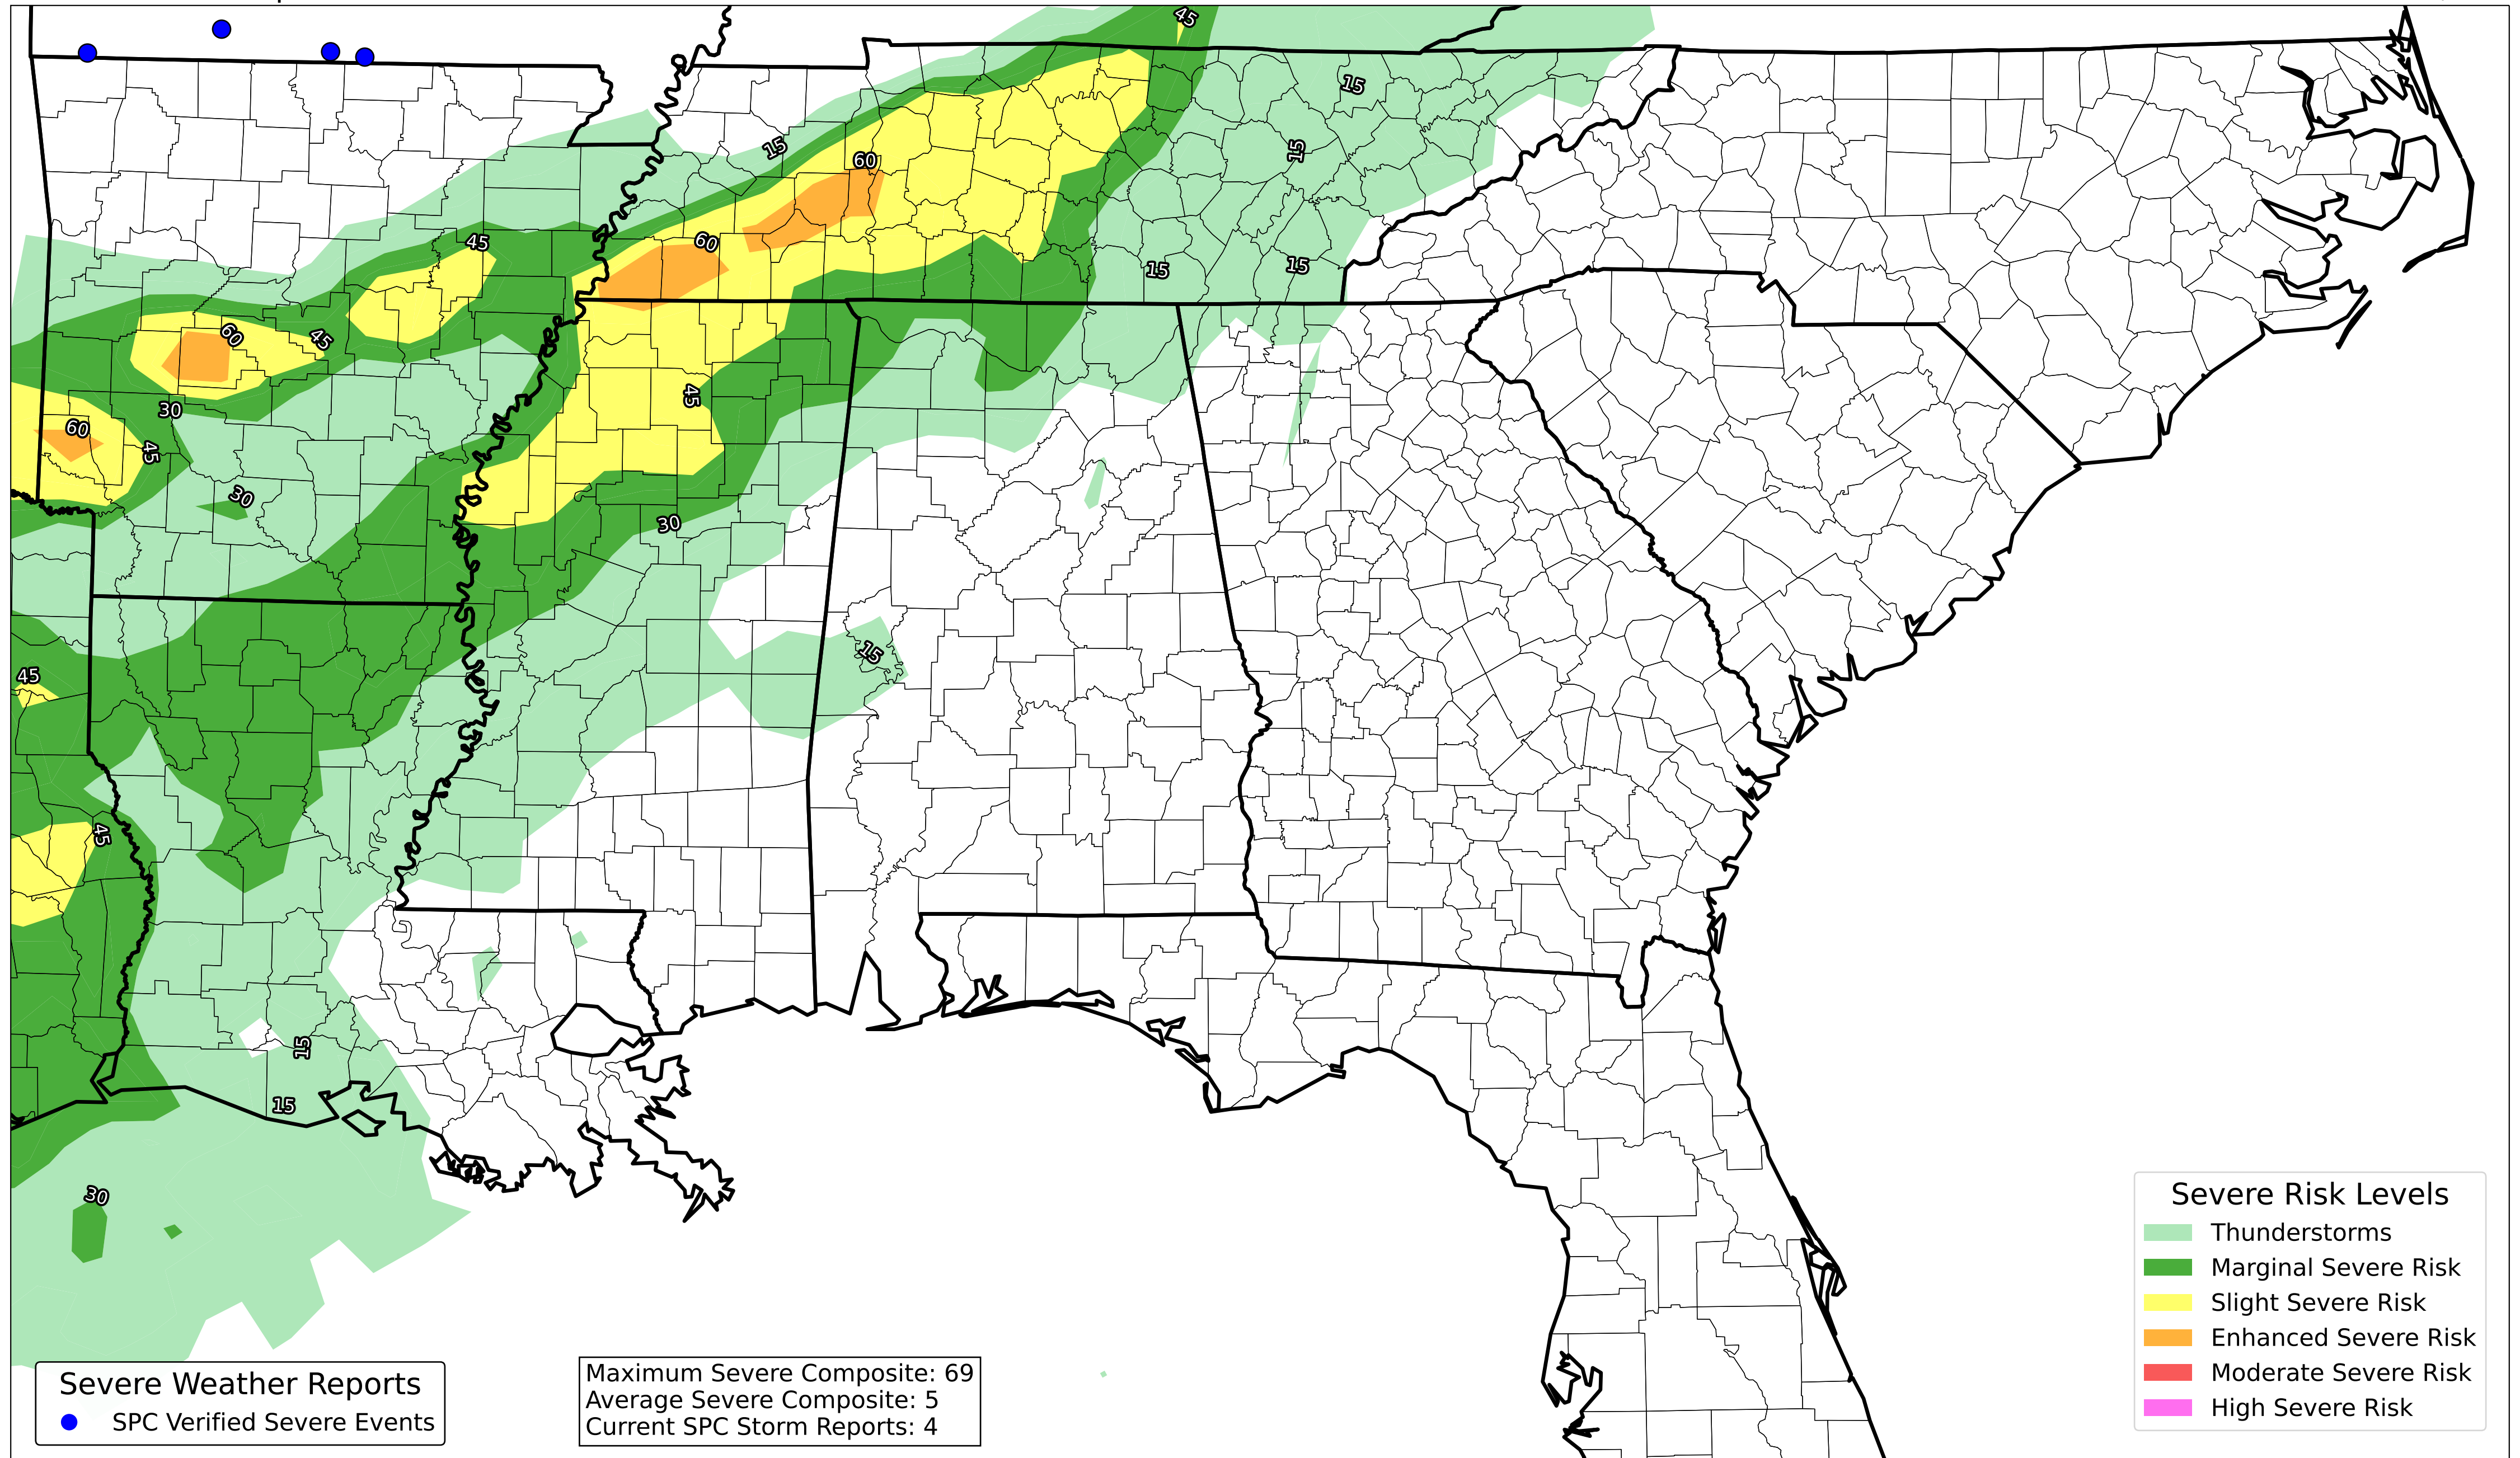 45
15
60
15
15
45
60
15
15
60
45
45
30
60
45
30
30
15
45
45
15
15
30
Severe Risk Levels
Thunderstorms
Marginal Severe Risk
Slight Severe Risk
Enhanced Severe Risk
Moderate Severe Risk
High Severe Risk
Severe Weather Reports
SPC Verified Severe Events
Maximum Severe Composite: 69
Average Severe Composite: 5
Current SPC Storm Reports: 4